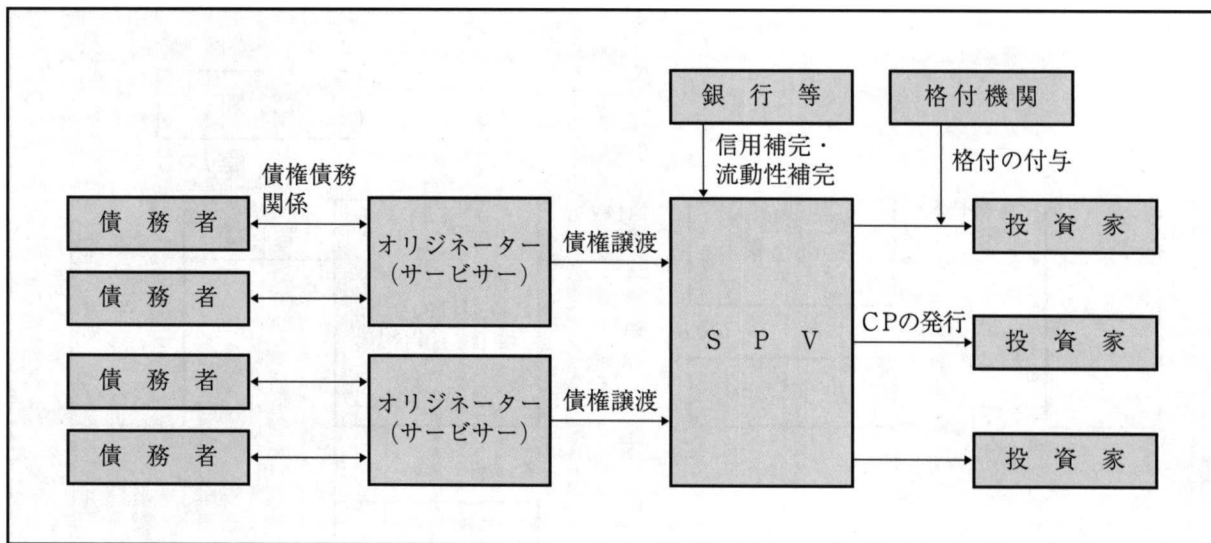 銀行等
格付機関
信用補完・
流動性補完
格付の付与
債権債務
関係
債務者
債務者
債務者
債務者
オリジネーター
(サービサー)
オリジネーター
(サービサー)
債権譲渡
債権譲渡
SPV
CPの発行
投資家
投資家
投資家